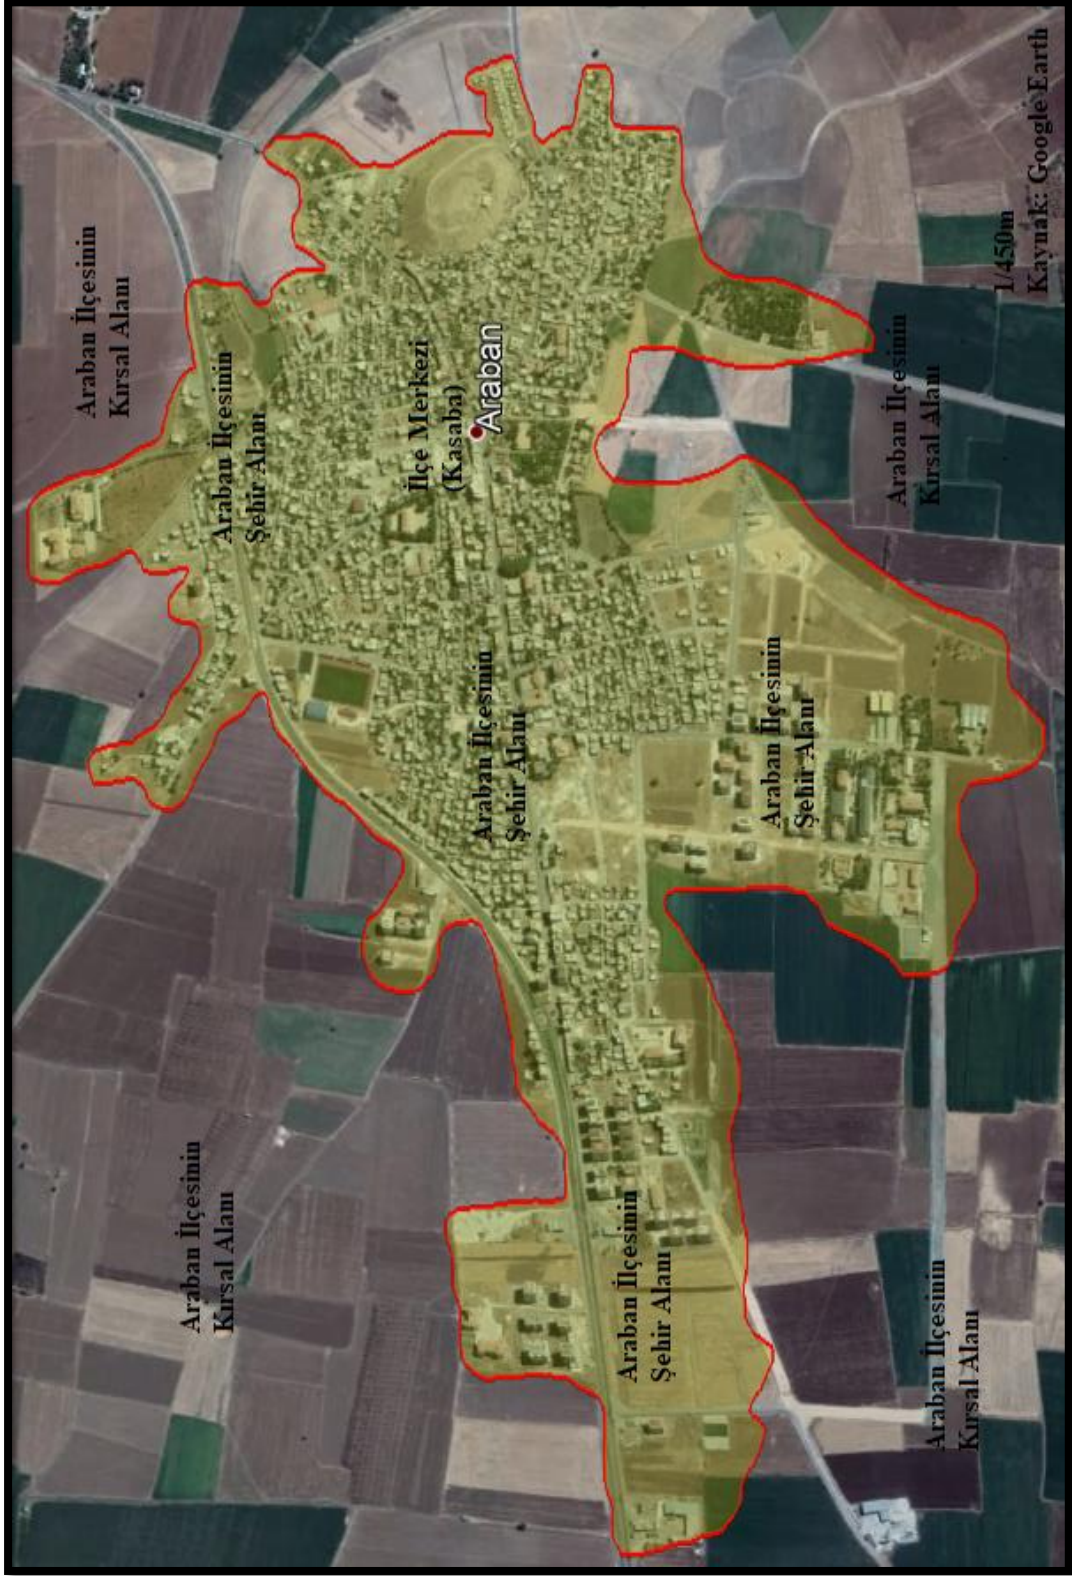 Araban İlçesinin
Kırsal Alanı
Araban İlçesinin
Kırsal Alanı
Araban İlçesinin
Şehir Alanı
İlçe Merkezi
(Kasaba)
Araban
Araban İlçesinin
Şehir Alanı
Araban İlçesinin
Şehir Alanı
Araban İlçesinin
Şehir Alanı
Araban İlçesinin
Kırsal Alanı
Araban İlçesinin
Kırsal Alanı
1/450m
Kaynak: Google Earth